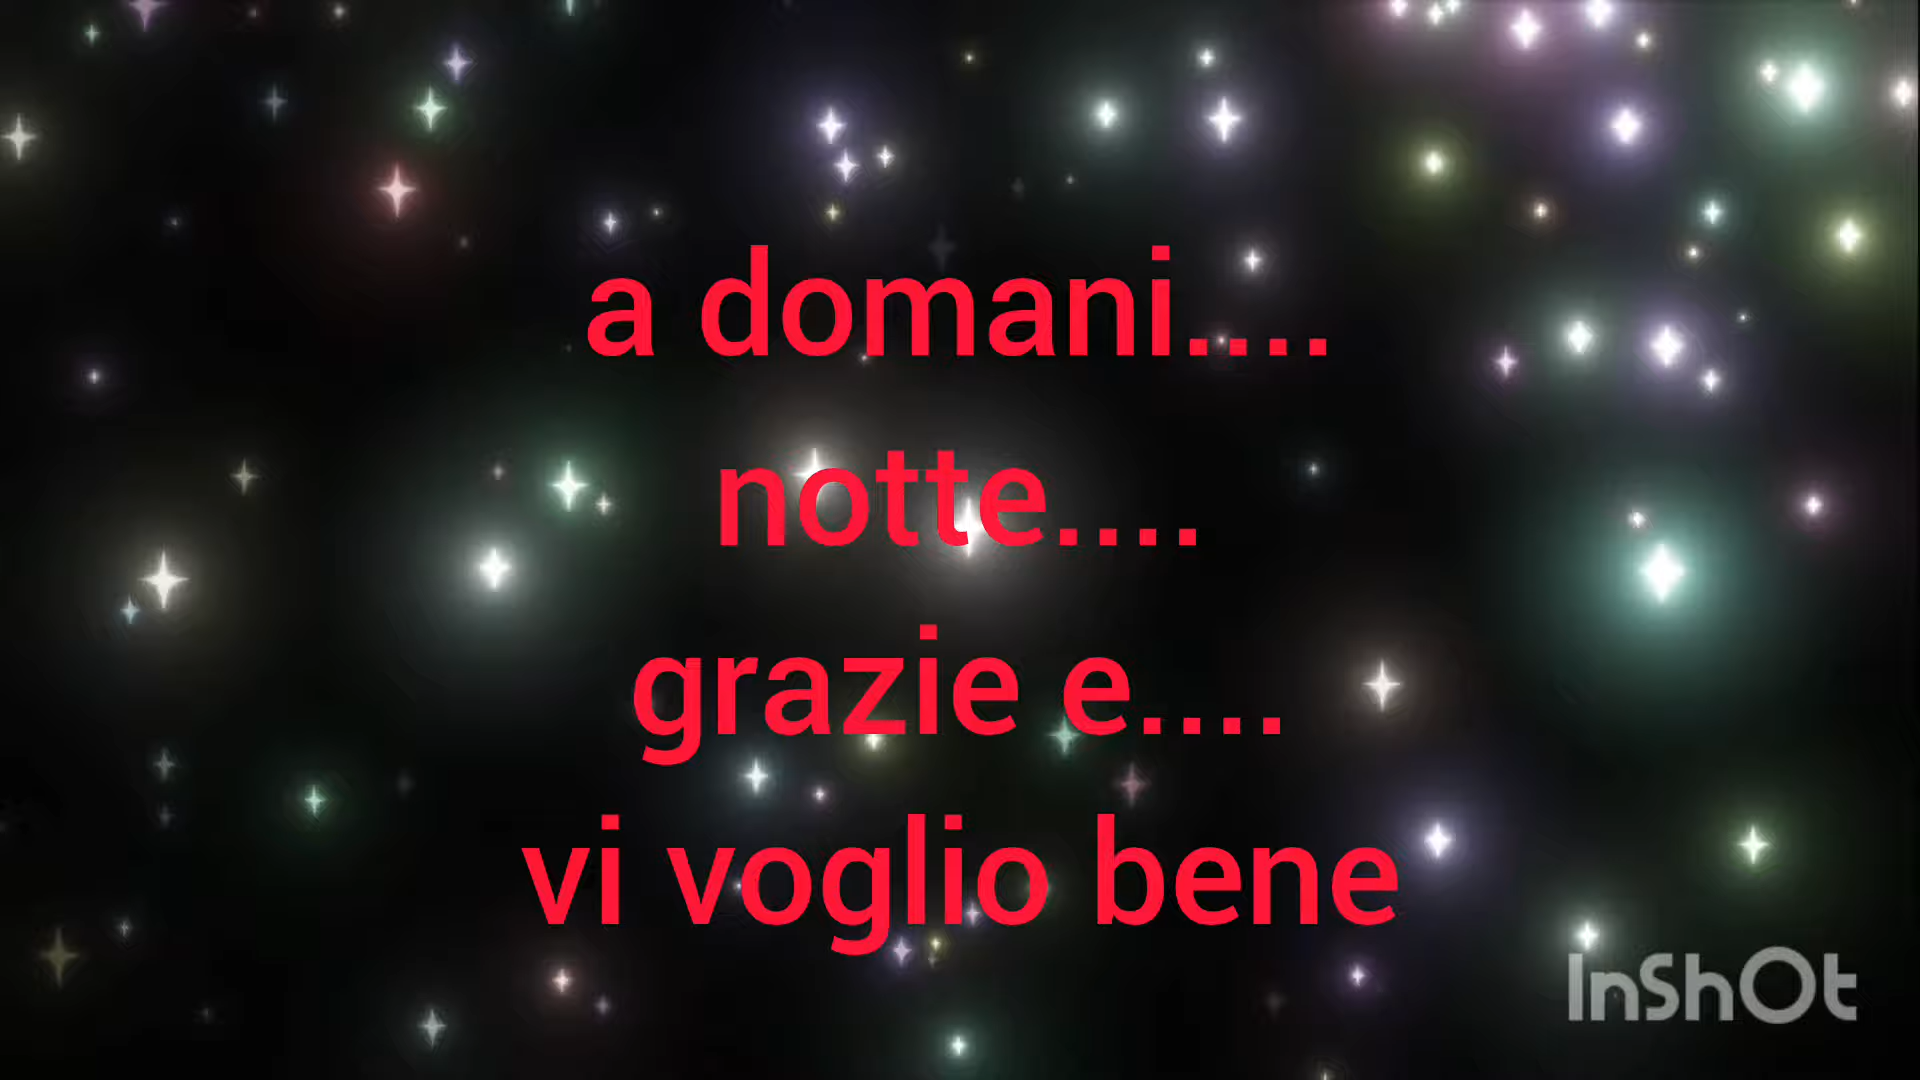 a domani....
notte....
grazie e....
vi voglio bene
InShOt